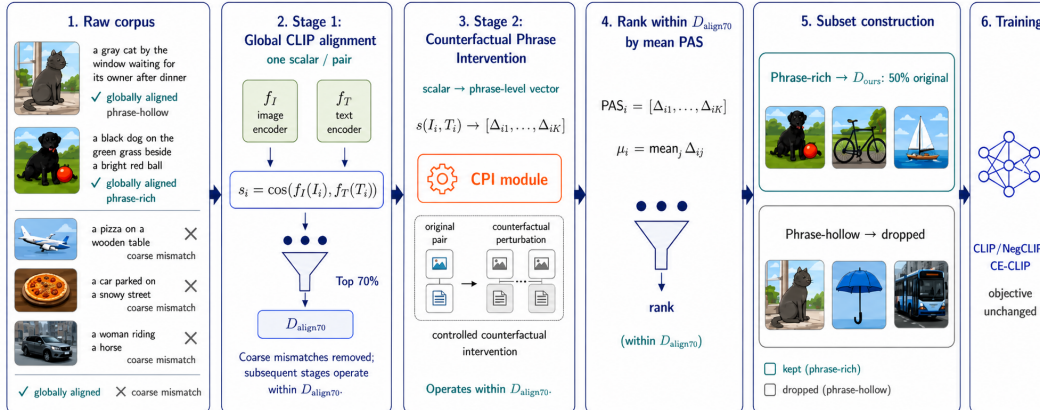 1. Raw corpus
a gray cat by the
window waiting for
its owner after dinner
✓ globally aligned
phrase-hollow
a black dog on the
green grass beside
a bright red ball
✓ globally aligned
phrase-rich
a pizza on a
wooden table
coarse mismatch
a car parked on
a snowy street
coarse mismatch
a woman riding
a horse
coarse mismatch
✓ globally aligned ✕ coarse mismatch
2. Stage 1:
Global CLIP alignment
one scalar / pair
f_I
image
encoder
f_T
text
encoder
s_i = cos(f_I(I_i), f_T(T_i))
Top 70%
D_align70
Coarse mismatches removed;
subsequent stages operate
within D_align70.
3. Stage 2:
Counterfactual Phrase
Intervention
scalar → phrase-level vector
s(I_i, T_i) → [Δ_i1, . . . , Δ_iK]
CPI module
original
pair
counterfactual
perturbation
controlled counterfactual
intervention
Operates within D_align70.
4. Rank within D_align70
by mean PAS
PAS_i = [Δ_i1, . . . , Δ_iK]
μ_i = mean_j Δ_ij
rank
(within D_align70)
5. Subset construction
Phrase-rich → D_ours: 50% original
Phrase-hollow → dropped
kept (phrase-rich)
dropped (phrase-hollow)
6. Training
CLIP/NegCLIP
CE-CLIP
objective
unchanged